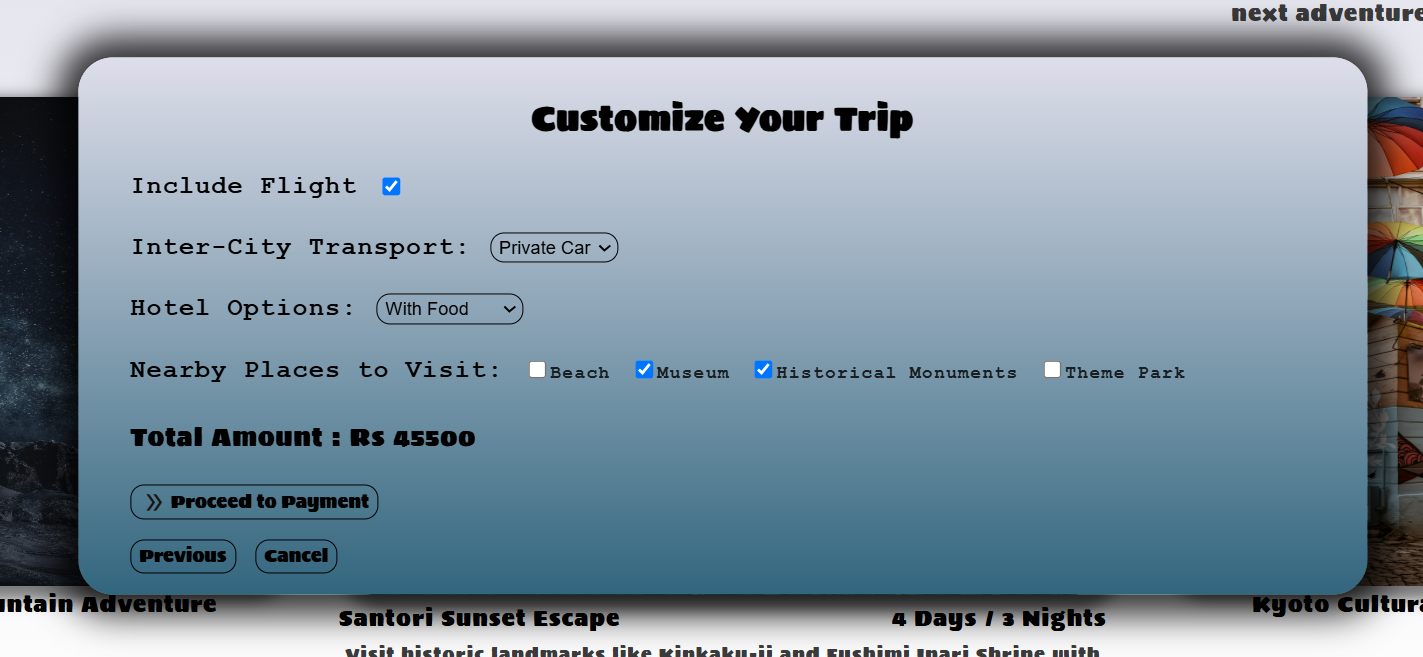 next adventure
Customize Your Trip
Include Flight
Inter-City Transport: Private Car
Hotel Options: With Food
Nearby Places to Visit: Beach Museum Historical Monuments Theme Park
Total Amount : Rs 45500
Proceed to Payment
Previous Cancel
untain Adventure
Kyoto Cultura
Santori Sunset Escape 4 Days / 3 Nights
Visit historic landmarks like Kinkaku-ji and Fushimi Inari Shrine with